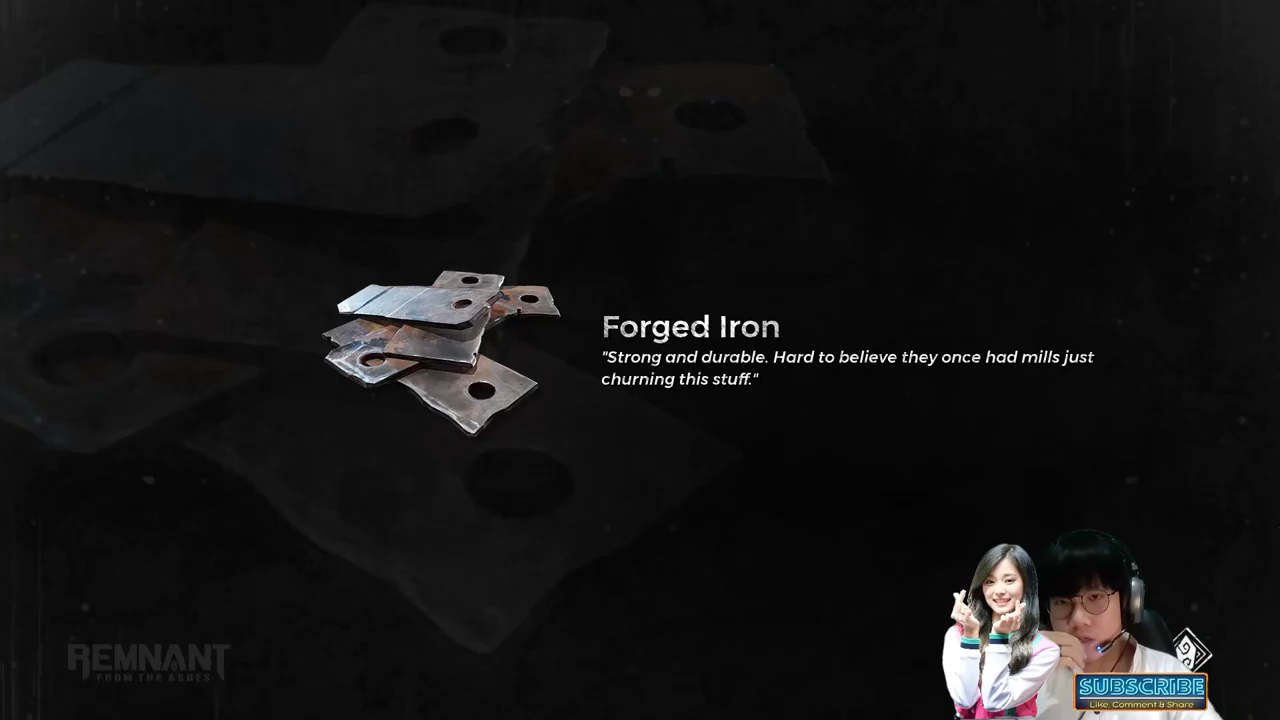 Forged Iron
"Strong and durable. Hard to believe they once had mills just
churning this stuff."
REMNANT
FROM THE ASHES
SUBSCRIBE
Like, Comment & Share